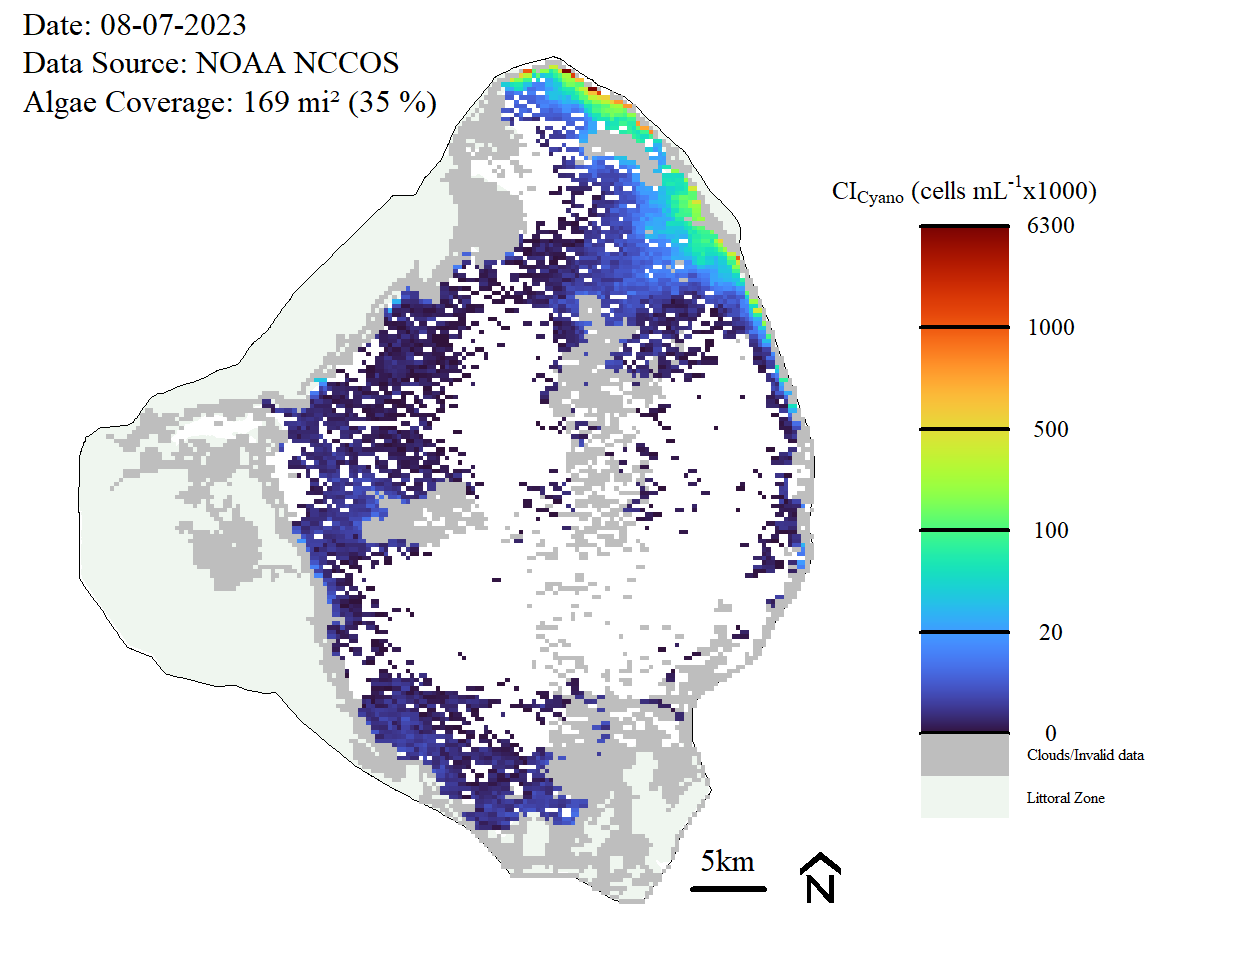 Date: 08-07-2023
Data Source: NOAA NCCOS
Algae Coverage: 169 mi² (35 %)
CICyano (cells mL-1x1000)
6300
1000
500
100
20
0
Clouds/Invalid data
Littoral Zone
5km
N